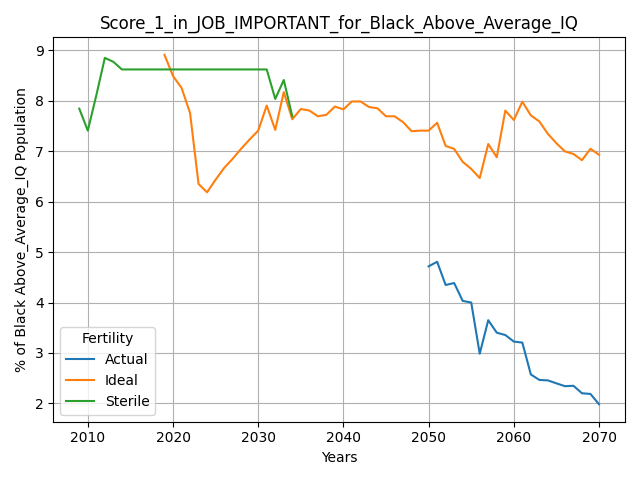 Score_1_in_JOB_IMPORTANT_for_Black_Above_Average_IQ
% of Black Above_Average_IQ Population
9
8
7
6
5
4
3
2
Fertility
Actual
Ideal
Sterile
2010 2020 2030 2040 2050 2060 2070
Years